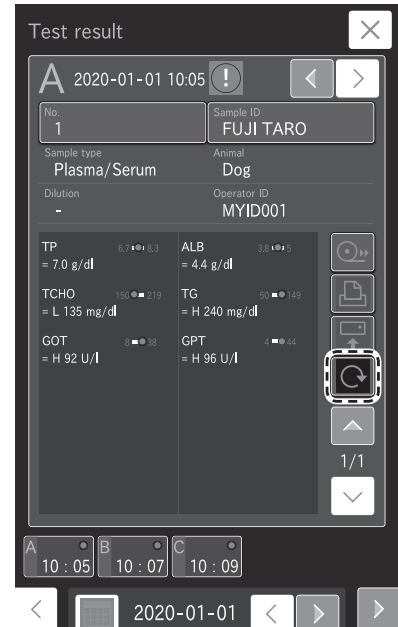 Test result
A 2020-01-01 10:05 !
No.
1
Sample ID
FUJI TARO
Sample type
Plasma/Serum
Animal
Dog
Dilution
-
Operator ID
MYID001
TP 6.7 8.3
= 7.0 g/dl
ALB 3.8 5
= 4.4 g/dl
TCHO 150 219
= L 135 mg/dl
TG 50 149
= H 240 mg/dl
GOT 8 38
= H 92 U/l
GPT 4 44
= H 96 U/l
1/1
A
10 : 05
B
10 : 07
C
10 : 09
2020-01-01